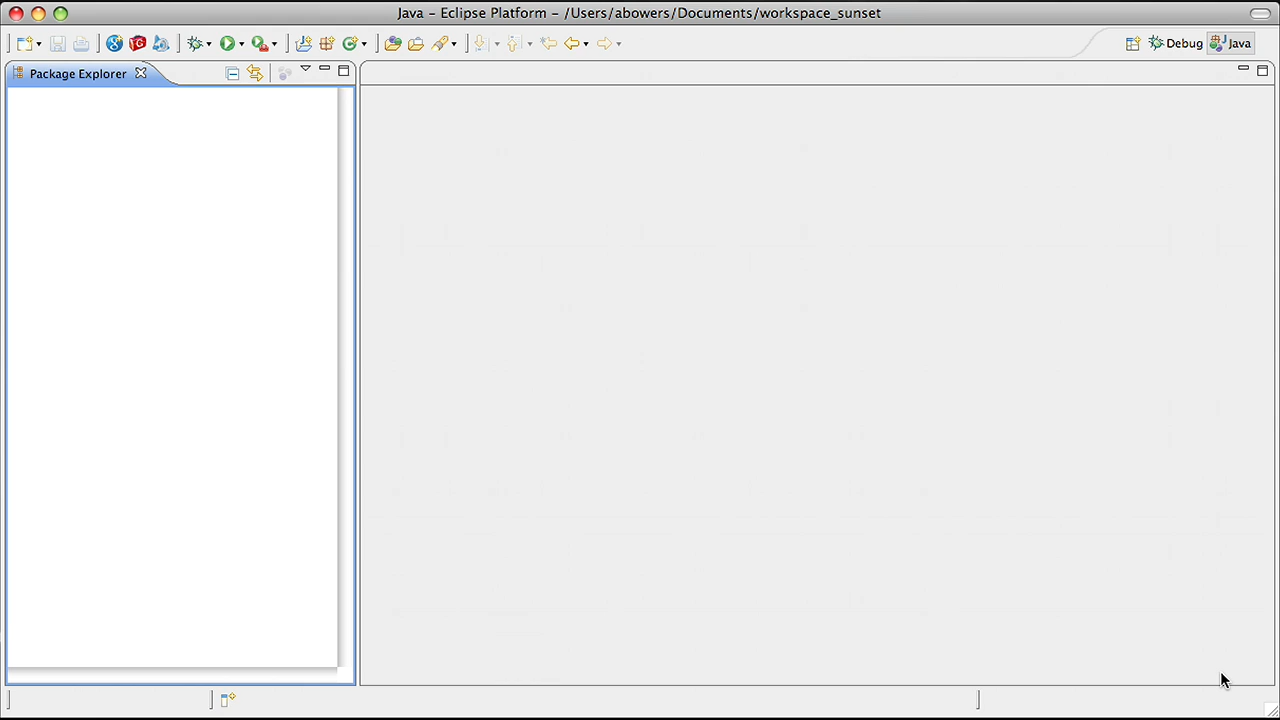 Java – Eclipse Platform – /Users/abowers/Documents/workspace_sunset
Debug
Java
Package Explorer